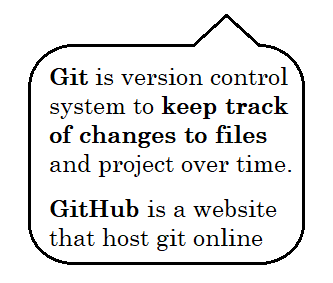 Git is version control
system to keep track
of changes to files
and project over time.
GitHub is a website
that host git online